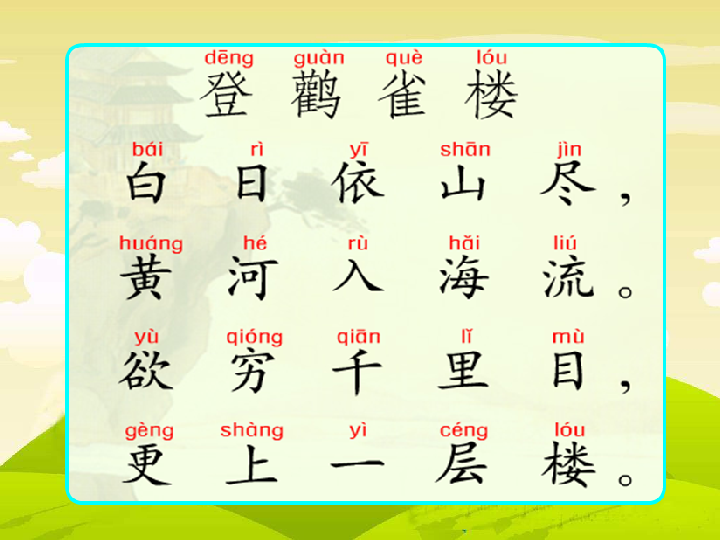 dēng guàn què lóu
登鹳雀楼
bái rì yī shān jìn
白日依山尽，
huáng hé rù hǎi liú
黄河入海流。
yù qióng qiān lǐ mù
欲穷千里目，
gèng shàng yì céng lóu
更上一层楼。